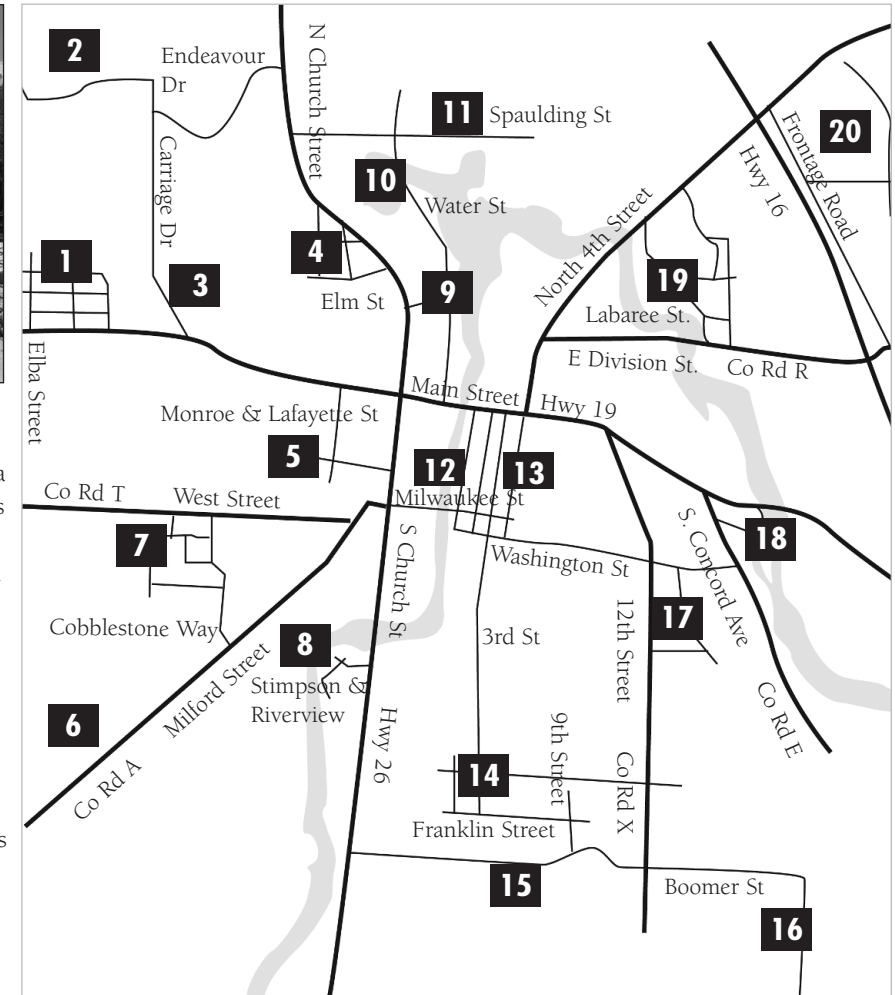 2
Endeavour
Dr
N Church Street
11
Spaulding St
20
Frontage Road
Hwy 16
Carriage Dr
10
Water St
North 4th Street
1
3
4
9
19
Elm St
Labaree St.
Elba Street
E Division St.
Co Rd R
Main Street
Hwy 19
Monroe & Lafayette St
5
12
13
a
Co Rd T
West Street
Milwaukee St
s
7
S Church St
Washington St
S. Concord Ave
18
Cobblestone Way
8
3rd St
12th Street
17
Milford Street
Stimpson &
Riverview
6
Hwy 26
Co Rd E
Co Rd A
14
9th Street
Co Rd X
Franklin Street
s
15
Boomer St
16